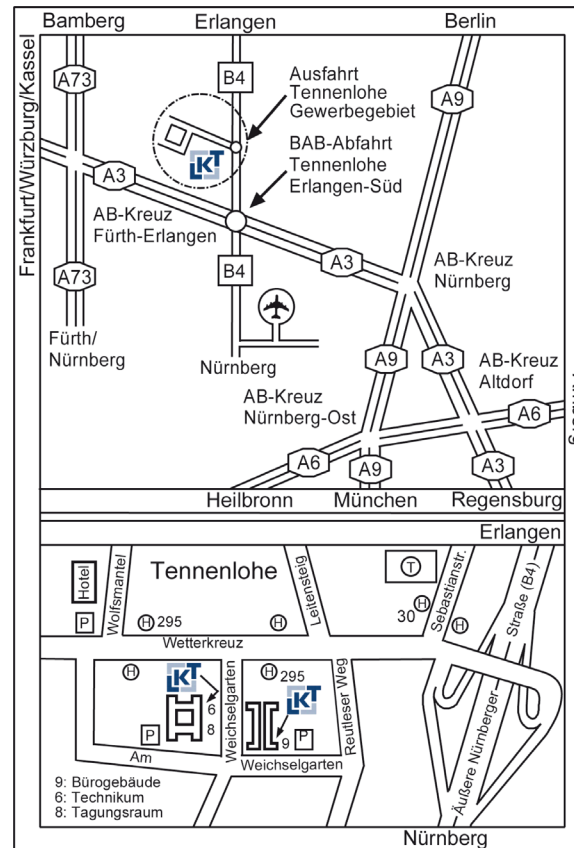 Bamberg
Erlangen
Berlin
Frankfurt/Würzburg/Kassel
A73
B4
A9
Ausfahrt
Tennenlohe
Gewerbegebiet
LKT
BAB-Abfahrt
Tennenlohe
Erlangen-Süd
A3
AB-Kreuz
Fürth-Erlangen
A3
AB-Kreuz
Nürnberg
A73
B4
Fürth/
Nürnberg
Nürnberg
A9
A3
AB-Kreuz
Altdorf
AB-Kreuz
Nürnberg-Ost
A6
A6
A9
A3
Heilbronn
München
Regensburg
Erlangen
Hotel
Wolfsmantel
Tennenlohe
Leitensteig
T
Sebastianstr.
Straße (B4)
P
H 295
H
H
30
H
Wetterkreuz
H
LKT
H
295
LKT
6
8
Weichselgarten
Reutleser Weg
P
9
P
Am
Weichselgarten
Äußere Nürnberger
9: Bürogebäude
6: Technikum
8: Tagungsraum
Nürnberg